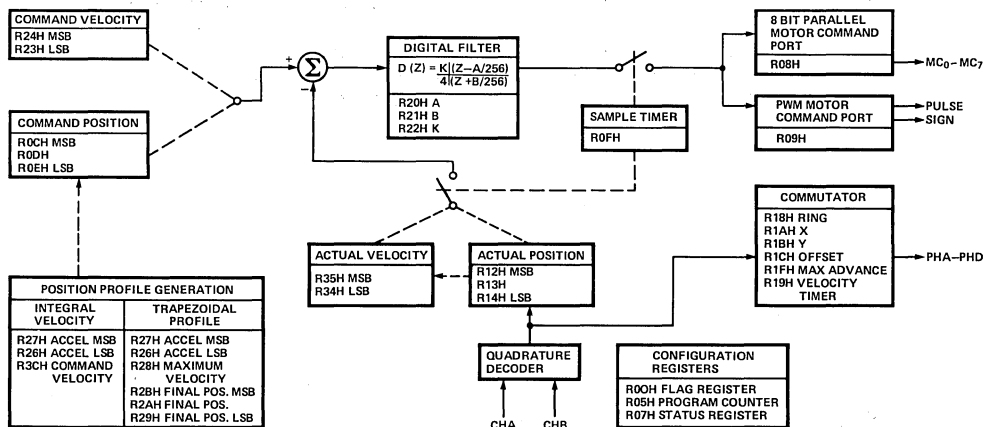 COMMAND VELOCITY
R24H MSB
R23H LSB
COMMAND POSITION
R0CH MSB
R0DH
R0EH LSB
POSITION PROFILE GENERATION
INTEGRAL
VELOCITY
R27H ACCEL MSB
R26H ACCEL LSB
R3CH COMMAND
VELOCITY
TRAPEZOIDAL
PROFILE
R27H ACCEL MSB
R26H ACCEL LSB
R28H MAXIMUM
VELOCITY
R2BH FINAL POS. MSB
R2AH FINAL POS.
R29H FINAL POS. LSB
+
Σ
−
DIGITAL FILTER
D (Z) = K|(Z−A/256)
4|(Z +B/256)
R20H A
R21H B
R22H K
SAMPLE TIMER
R0FH
8 BIT PARALLEL
MOTOR COMMAND
PORT
R08H
MC0−MC7
PWM MOTOR
COMMAND PORT
R09H
PULSE
SIGN
ACTUAL VELOCITY
R35H MSB
R34H LSB
ACTUAL POSITION
R12H MSB
R13H
R14H LSB
COMMUTATOR
R18H RING
R1AH X
R1BH Y
R1CH OFFSET
R1FH MAX ADVANCE
R19H VELOCITY
TIMER
PHA−PHD
QUADRATURE
DECODER
CHA
CHB
CONFIGURATION
REGISTERS
R00H FLAG REGISTER
R05H PROGRAM COUNTER
R07H STATUS REGISTER